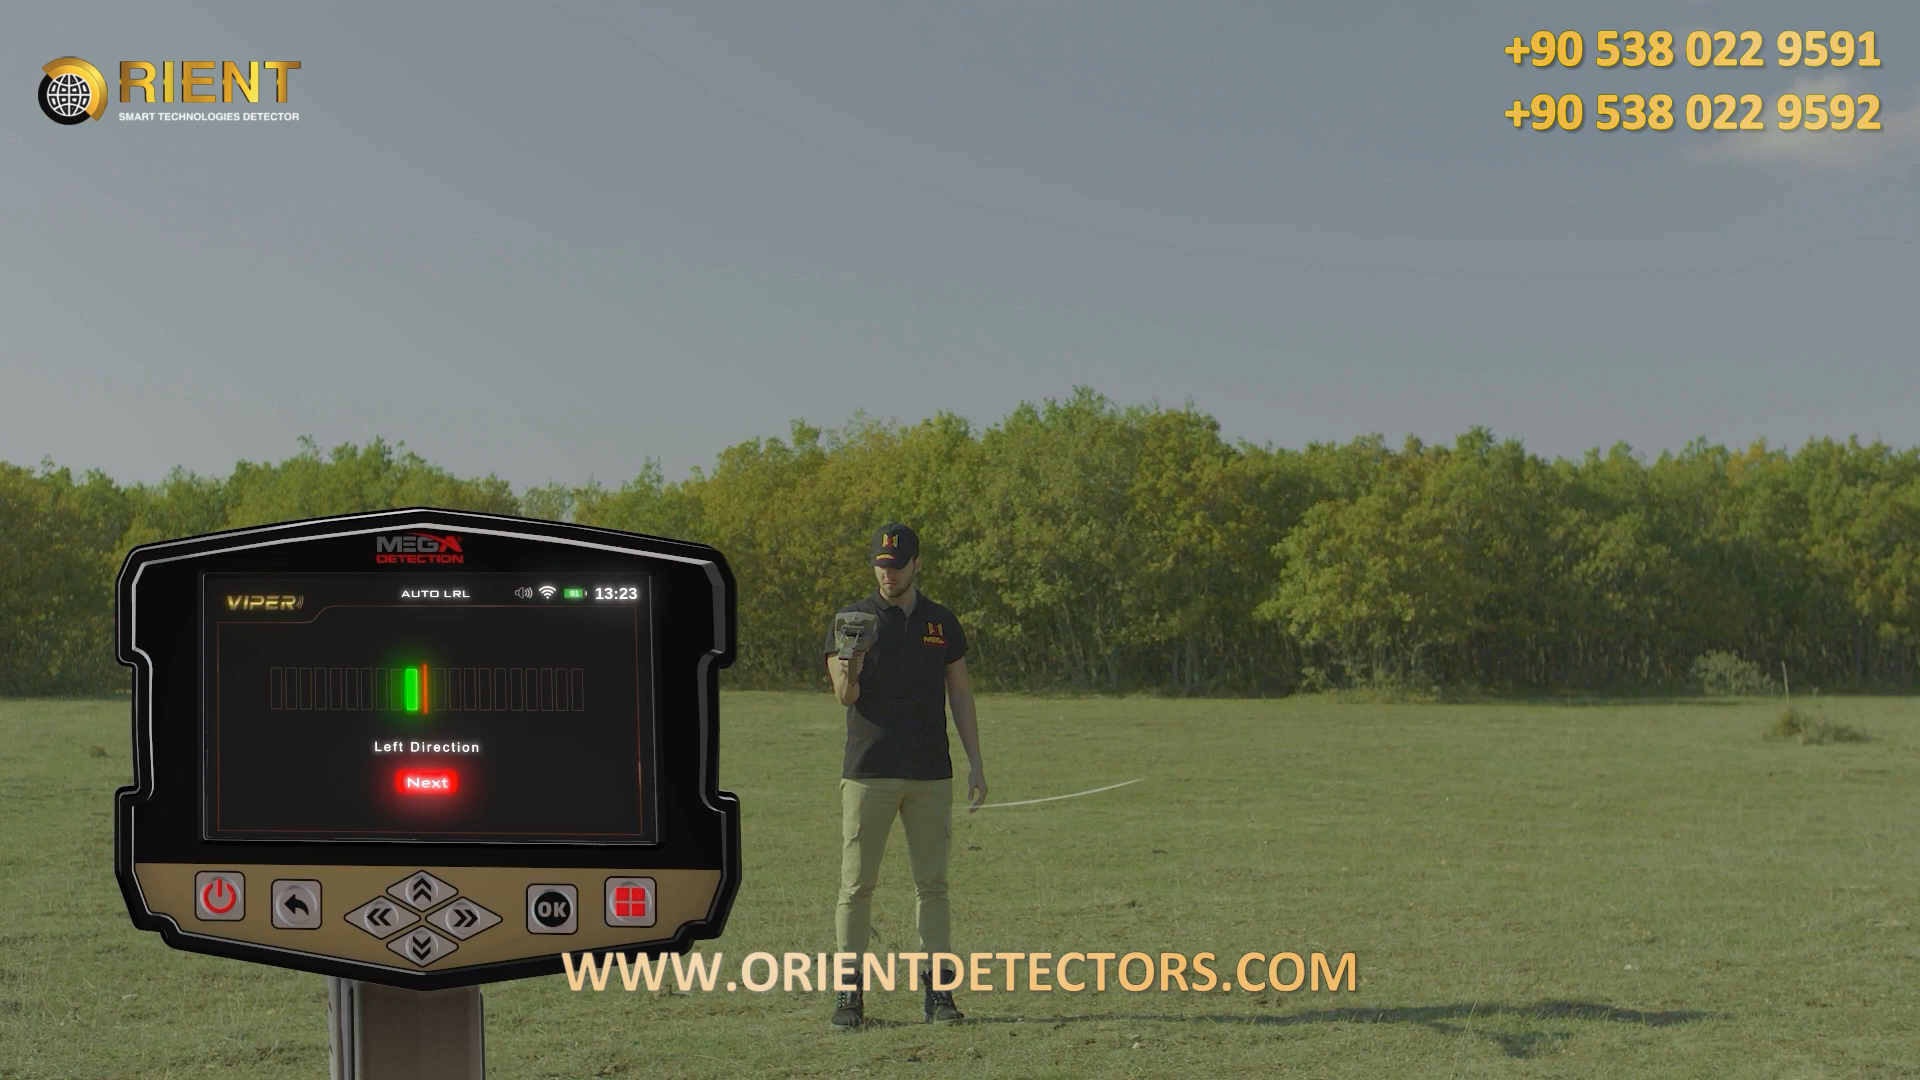 RIENT
SMART TECHNOLOGIES DETECTOR
+90 538 022 9591
+90 538 022 9592
MEGA
DETECTION
VIPER
AUTO LRL
91
13:23
Left Direction
Next
OK
WWW.ORIENTDETECTORS.COM